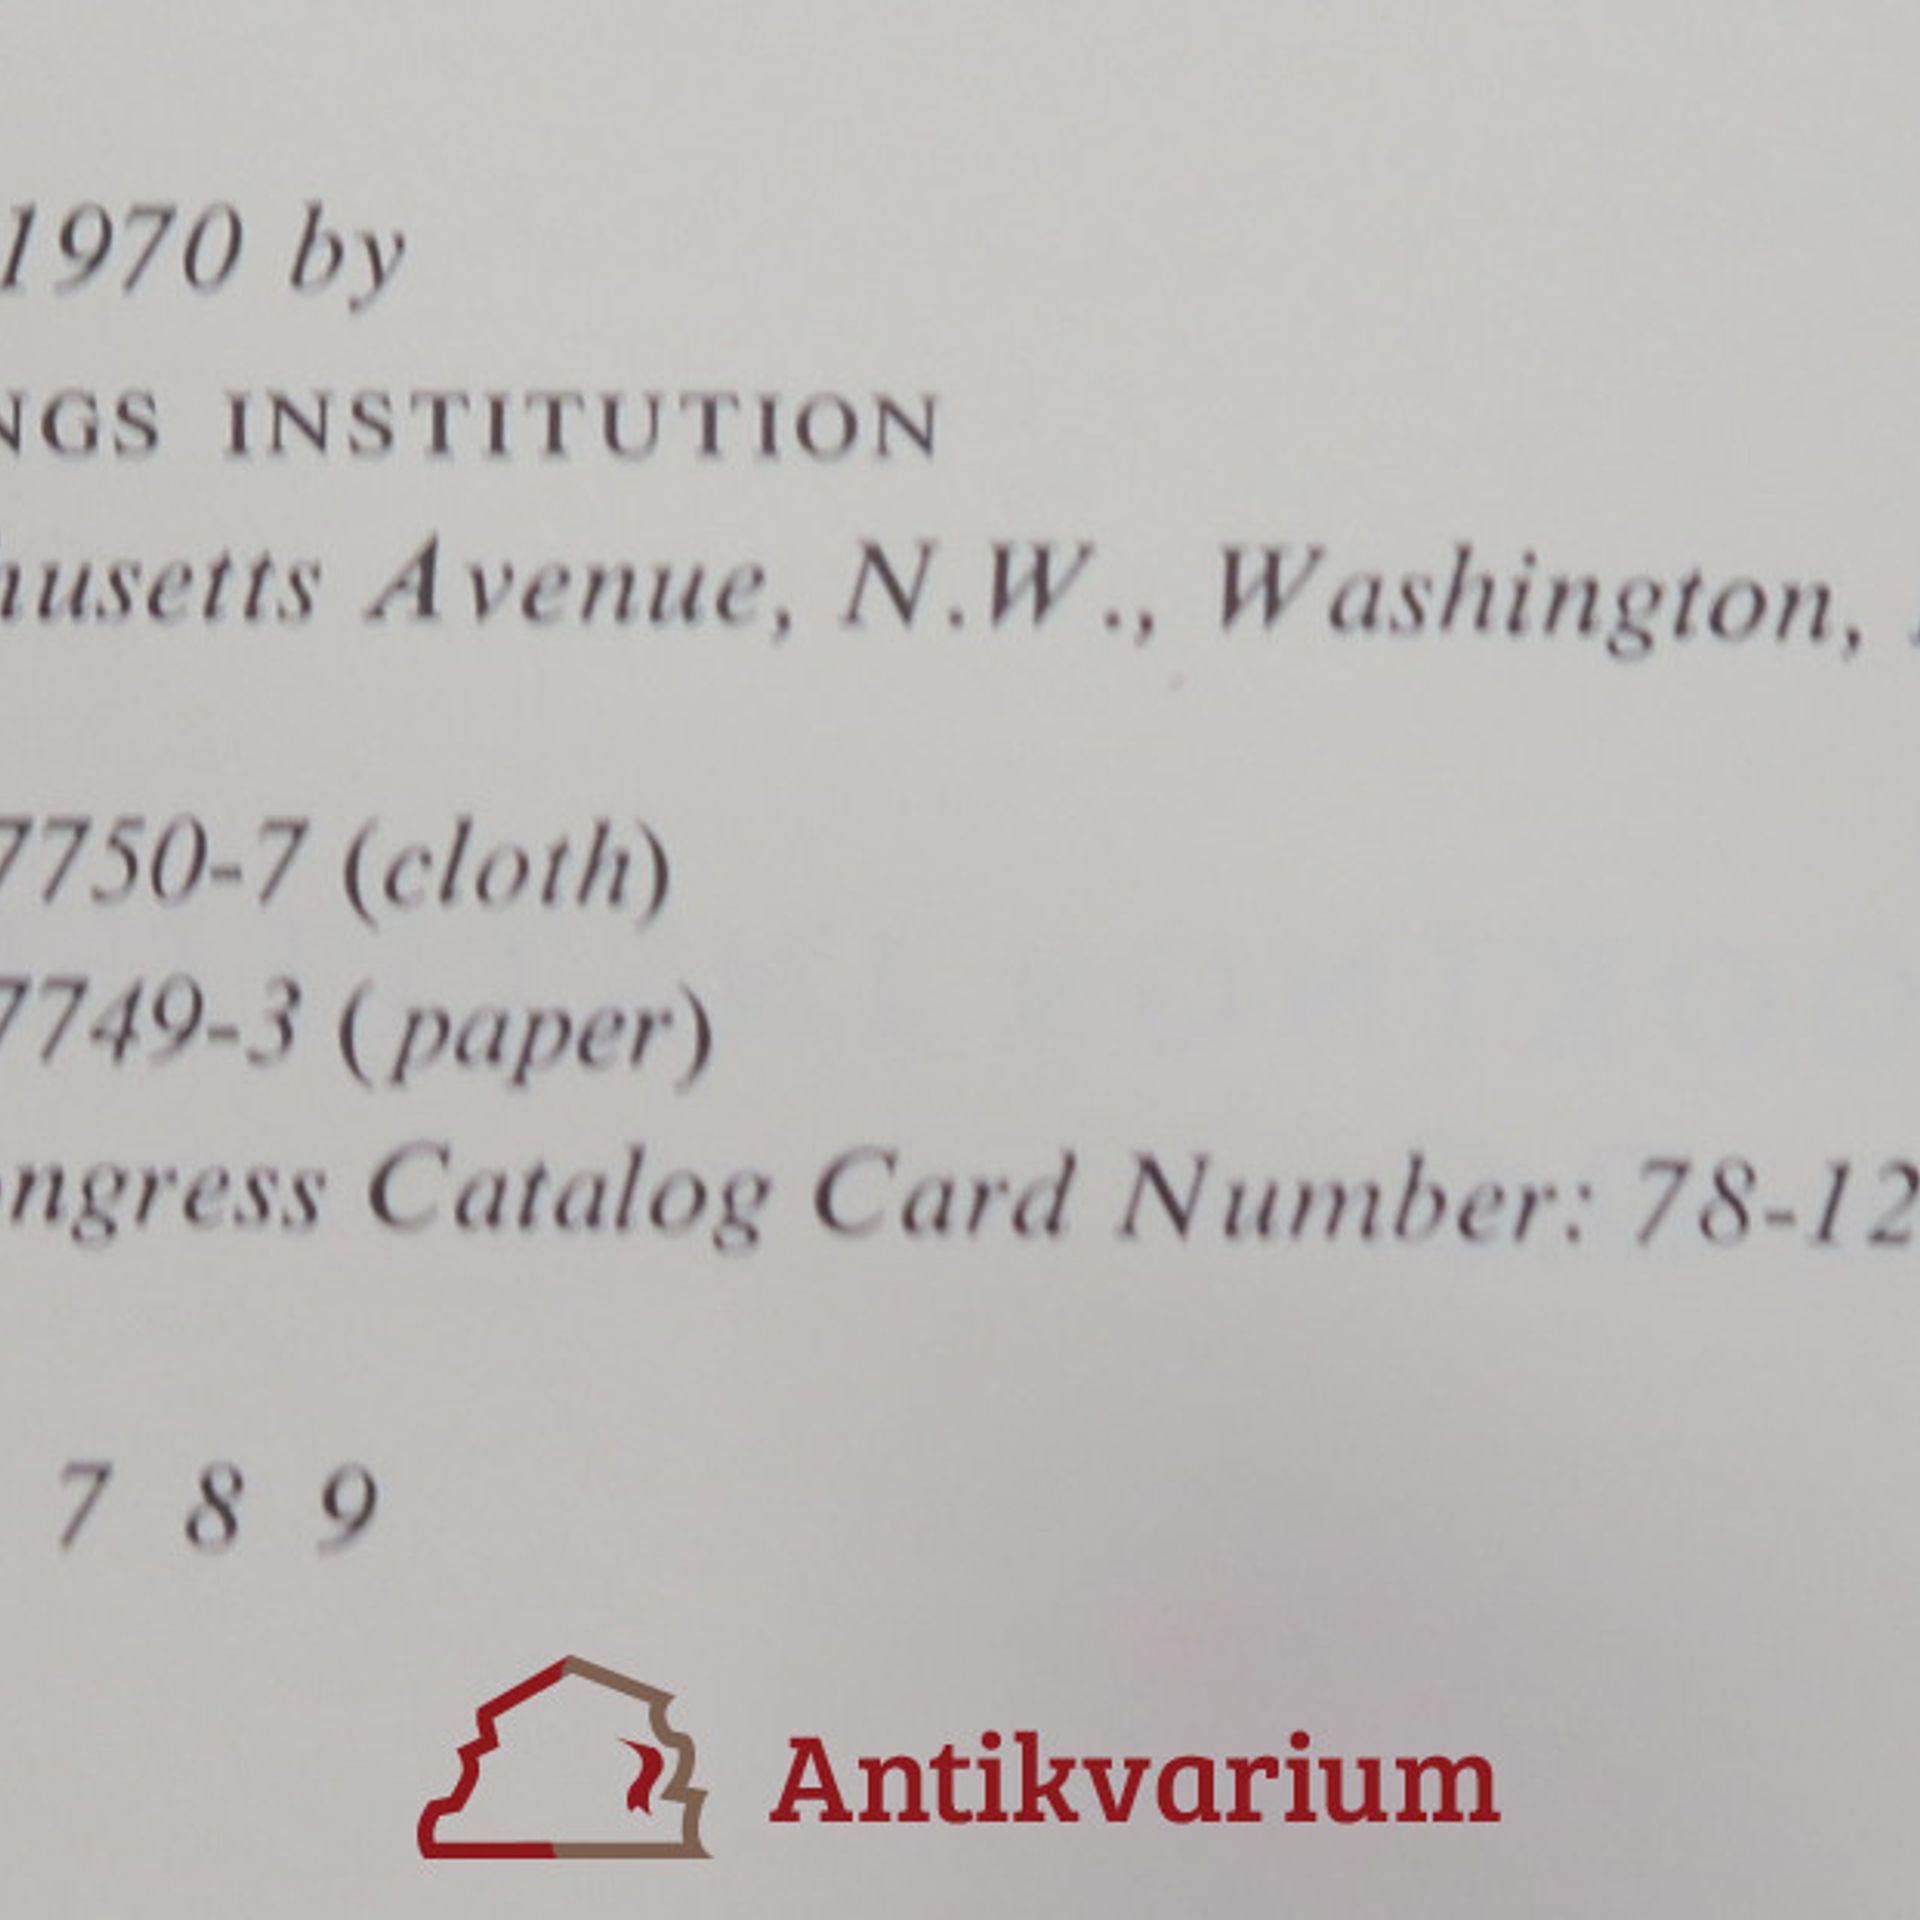 1970 by
NGS INSTITUTION
husetts Avenue, N.W., Washington,
7750-7 (cloth)
7749-3 (paper)
ongress Catalog Card Number: 78-12
7 8 9
Antikvarium